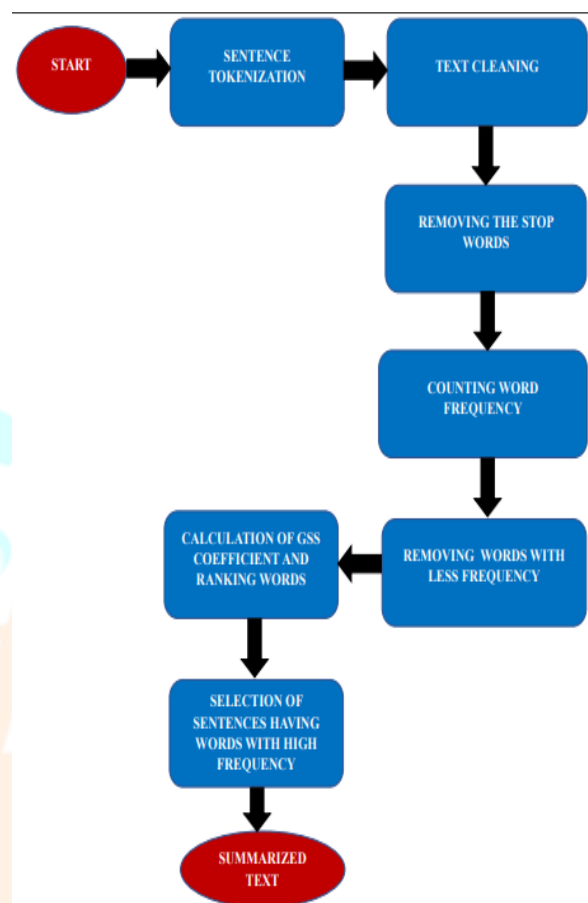 START
SENTENCE
TOKENIZATION
TEXT CLEANING
REMOVING THE STOP
WORDS
COUNTING WORD
FREQUENCY
REMOVING WORDS WITH
LESS FREQUENCY
CALCULATION OF GSS
COEFFICIENT AND
RANKING WORDS
SELECTION OF
SENTENCES HAVING
WORDS WITH HIGH
FREQUENCY
SUMMARIZED
TEXT